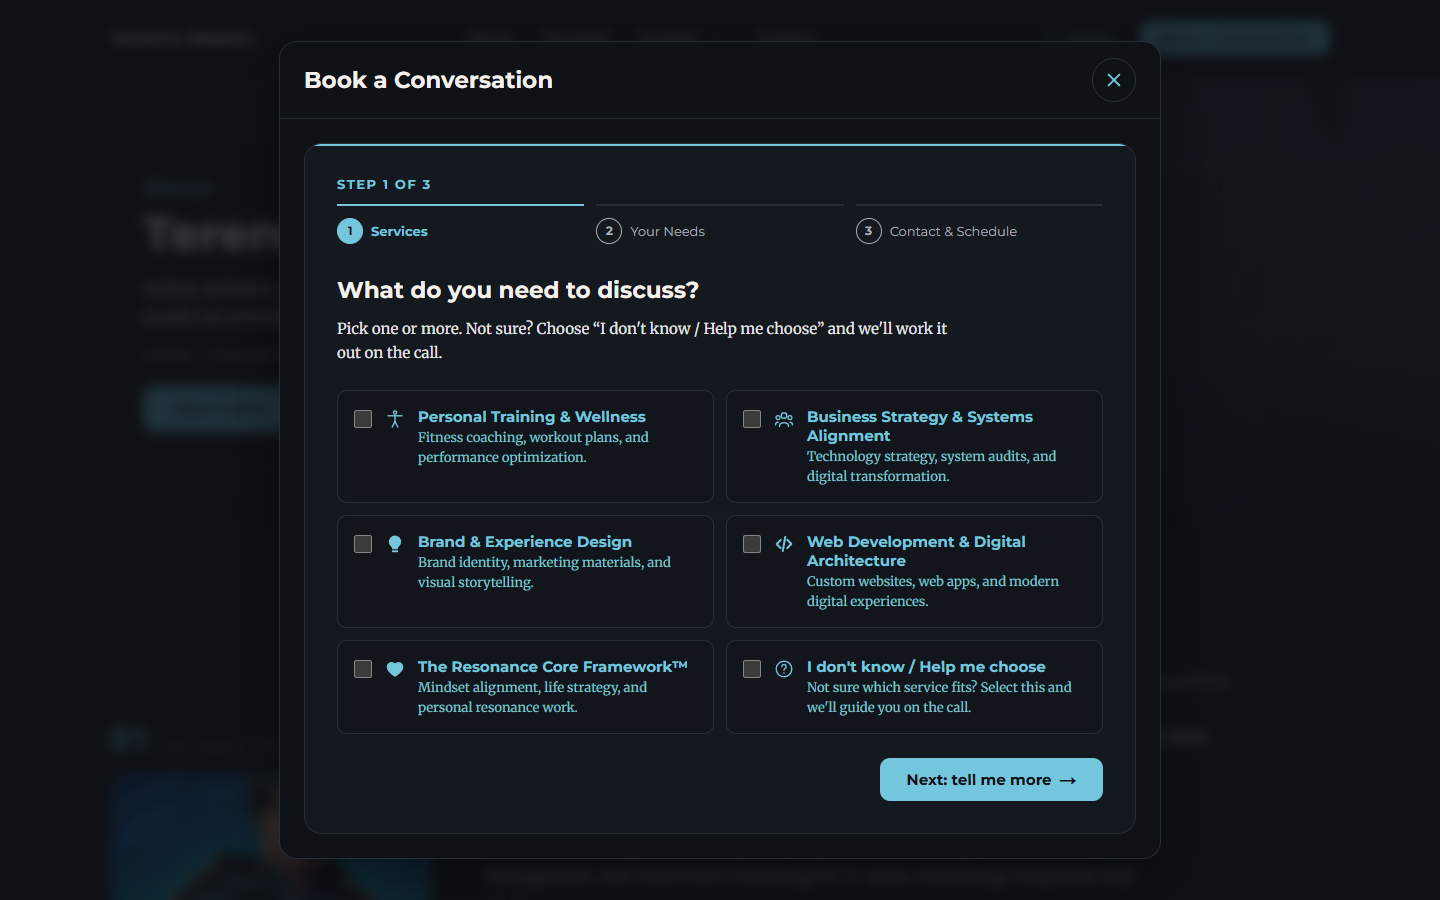 Book a Conversation
STEP 1 OF 3
1 Services
2 Your Needs
3 Contact & Schedule
What do you need to discuss?
Pick one or more. Not sure? Choose “I don't know / Help me choose” and we'll work it
out on the call.
Personal Training & Wellness
Fitness coaching, workout plans, and
performance optimization.
Business Strategy & Systems
Alignment
Technology strategy, system audits, and
digital transformation.
Brand & Experience Design
Brand identity, marketing materials, and
visual storytelling.
Web Development & Digital
Architecture
Custom websites, web apps, and modern
digital experiences.
The Resonance Core Framework™
Mindset alignment, life strategy, and
personal resonance work.
I don't know / Help me choose
Not sure which service fits? Select this and
we'll guide you on the call.
Next: tell me more →